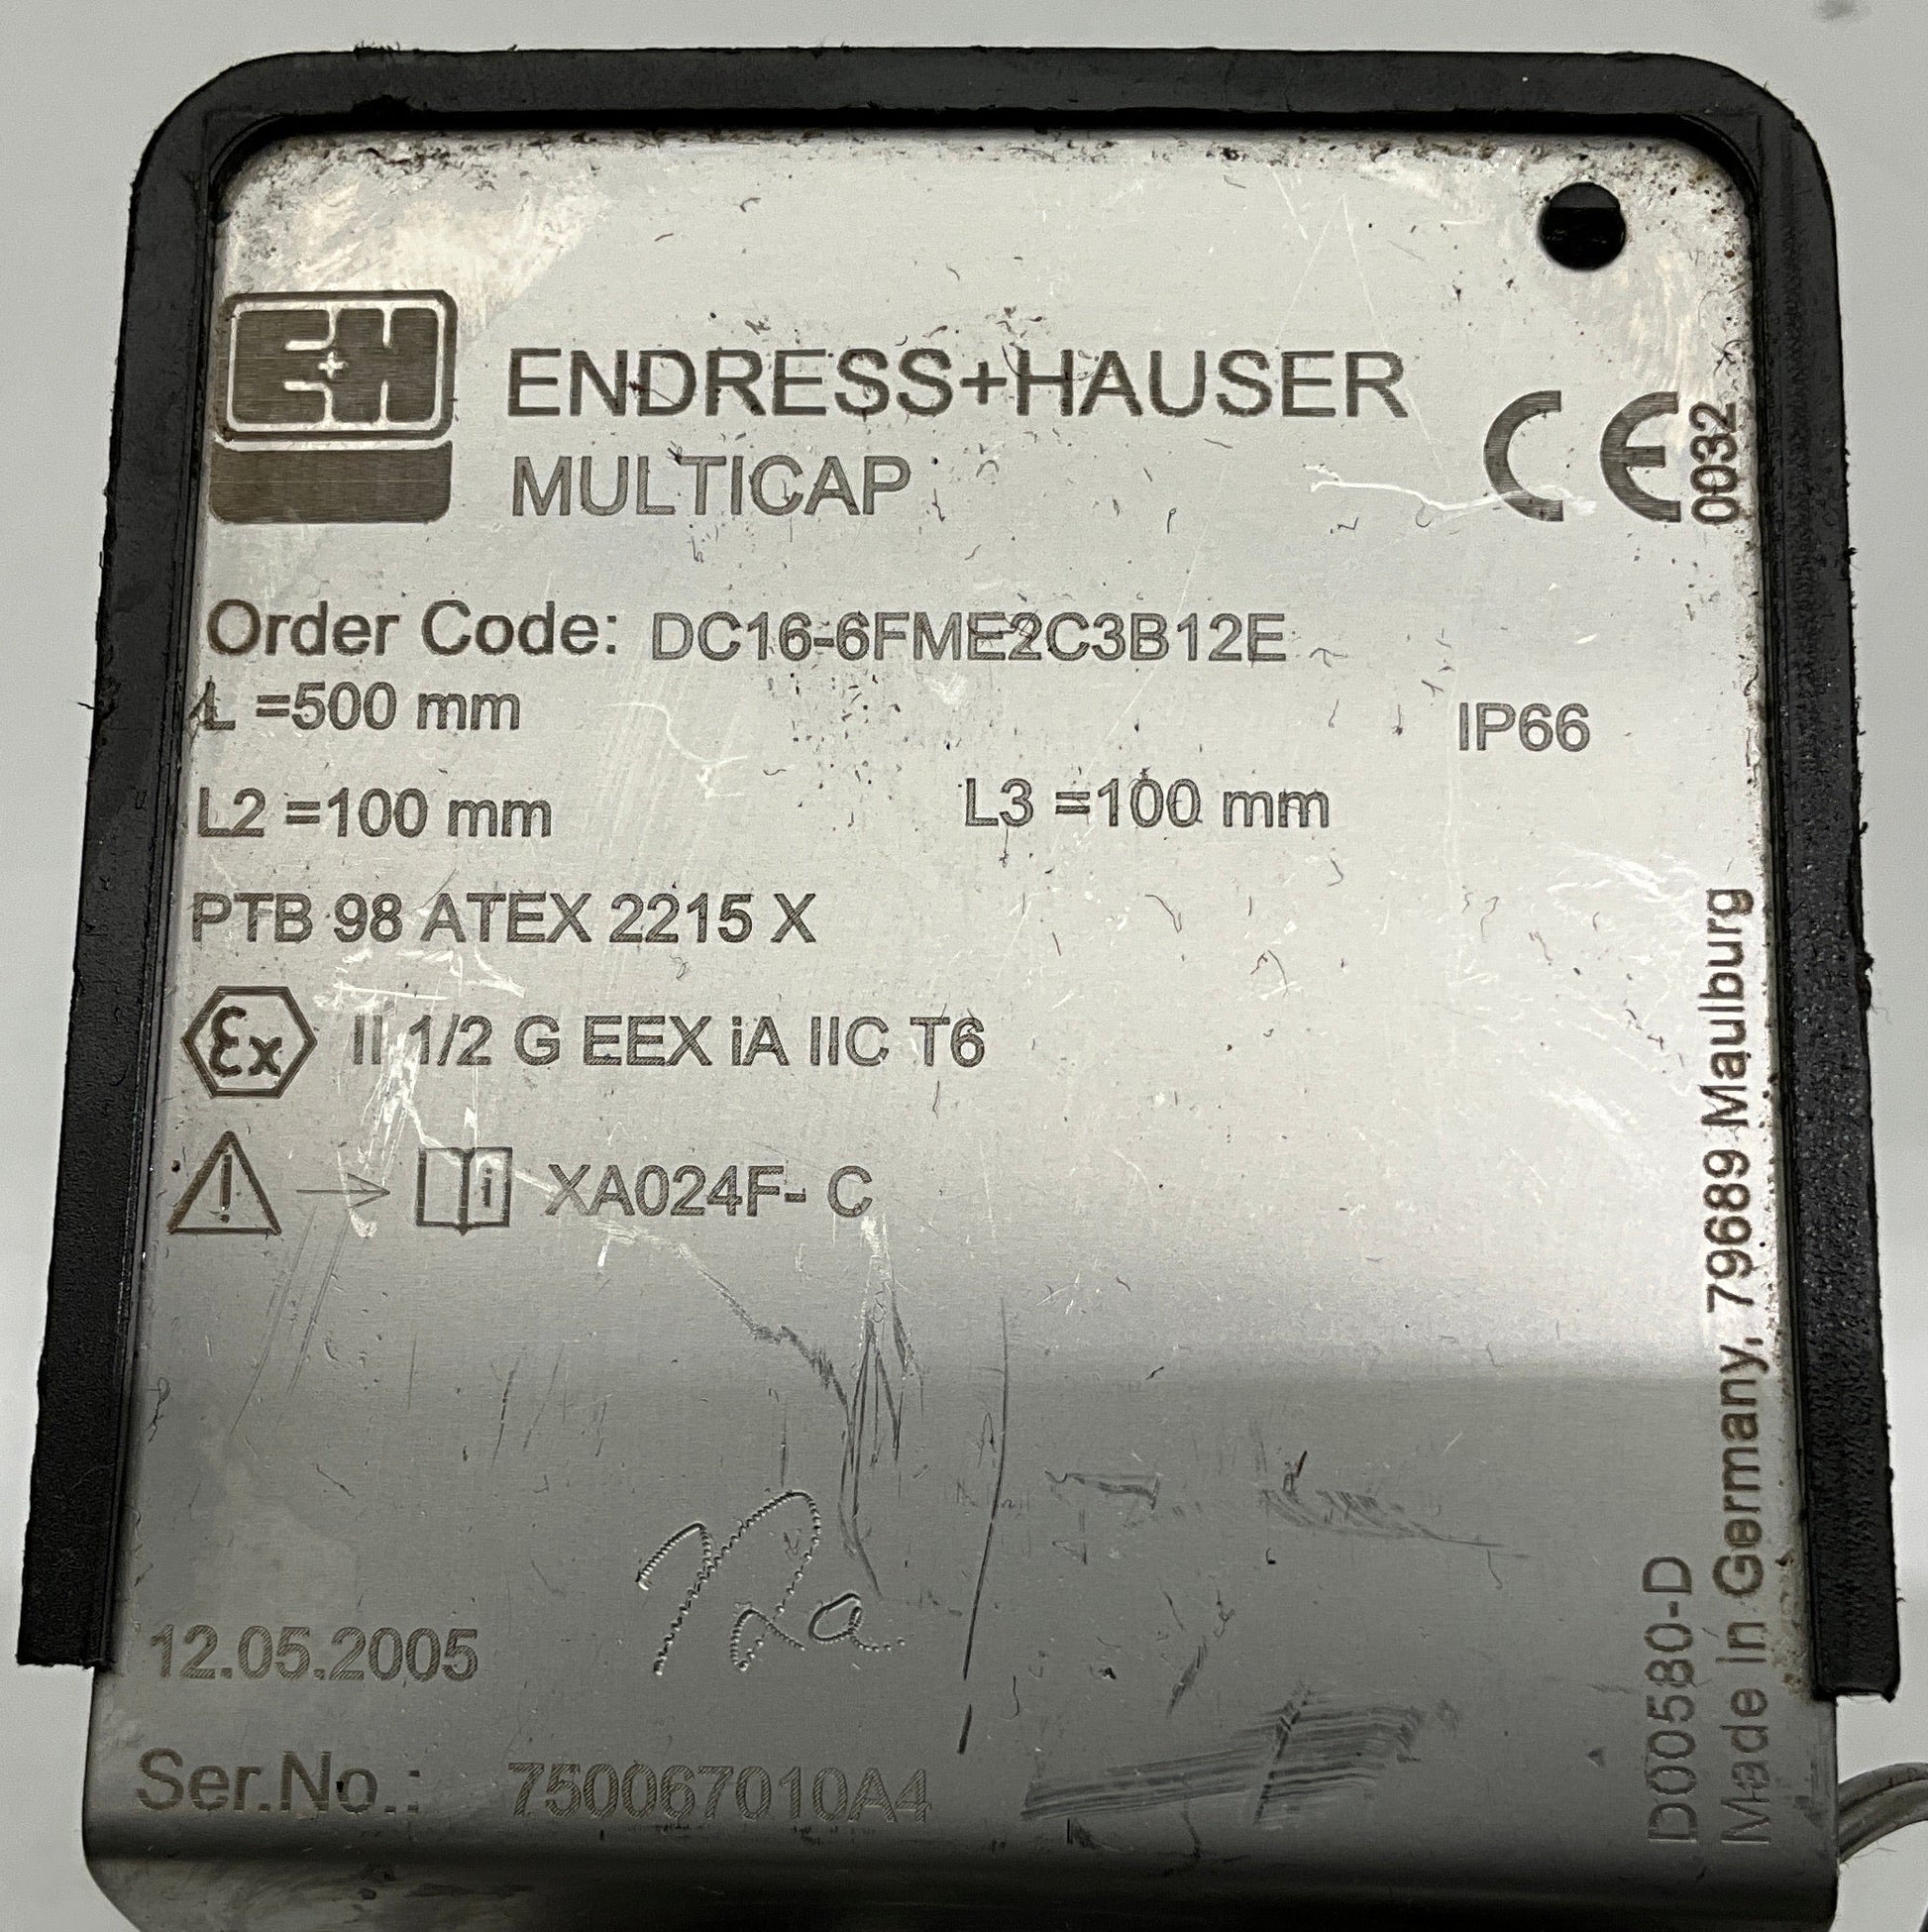 E+H
ENDRESS+HAUSER
MULTICAP
CE 0032
Order Code: DC16-6FME2C3B12E
L =500 mm
IP66
L2 =100 mm L3 =100 mm
PTB 98 ATEX 2215 X
Ex II 1/2 G EEX iA IIC T6
XA024F- C
12.05.2005
Ser.No.: 750067010A4
D00580-D
Made in Germany, 79689 Maulburg